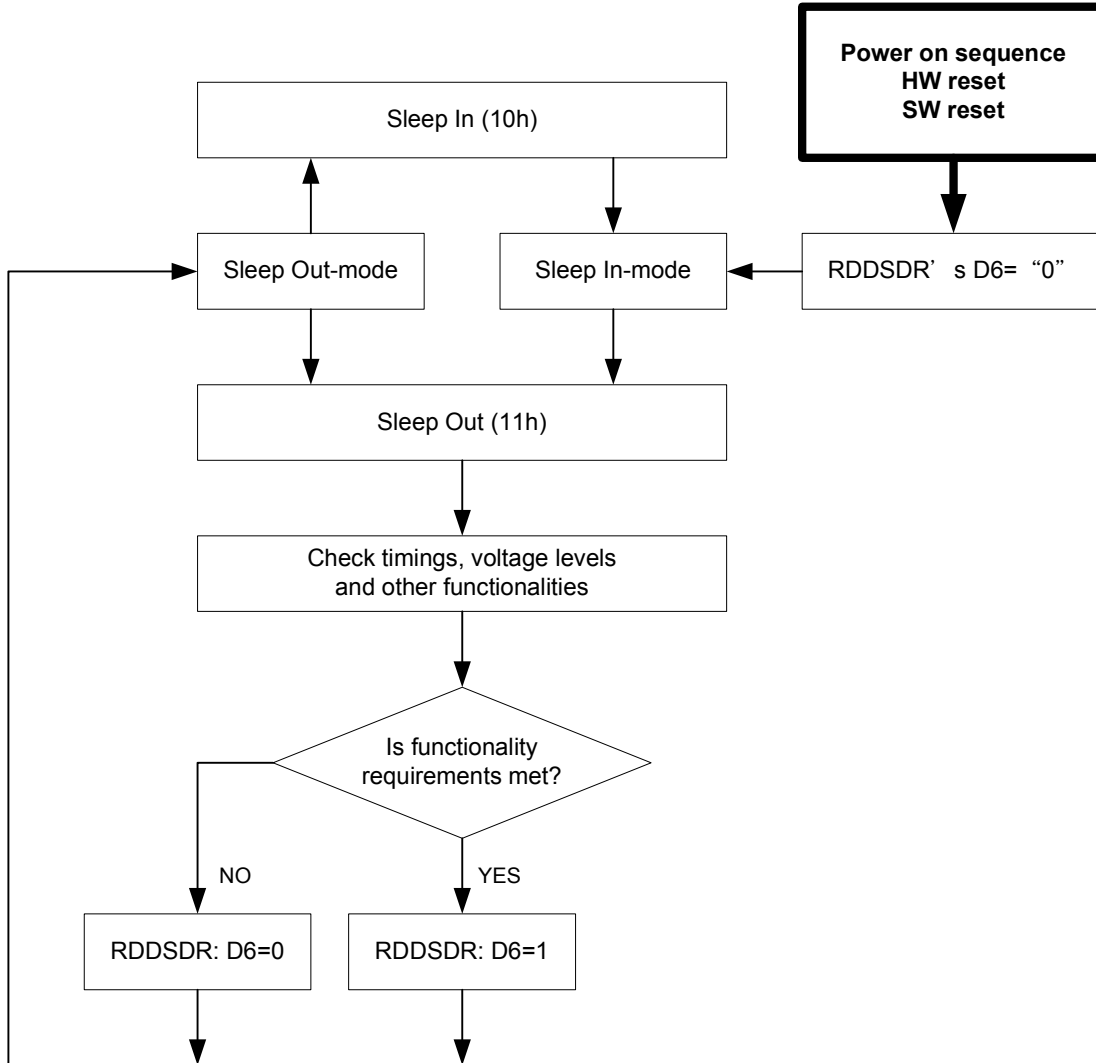 Power on sequence
HW reset
SW reset
Sleep In (10h)
Sleep Out-mode
Sleep In-mode
RDDSDR’s D6= “0”
Sleep Out (11h)
Check timings, voltage levels
and other functionalities
Is functionality
requirements met?
NO
YES
RDDSDR: D6=0
RDDSDR: D6=1